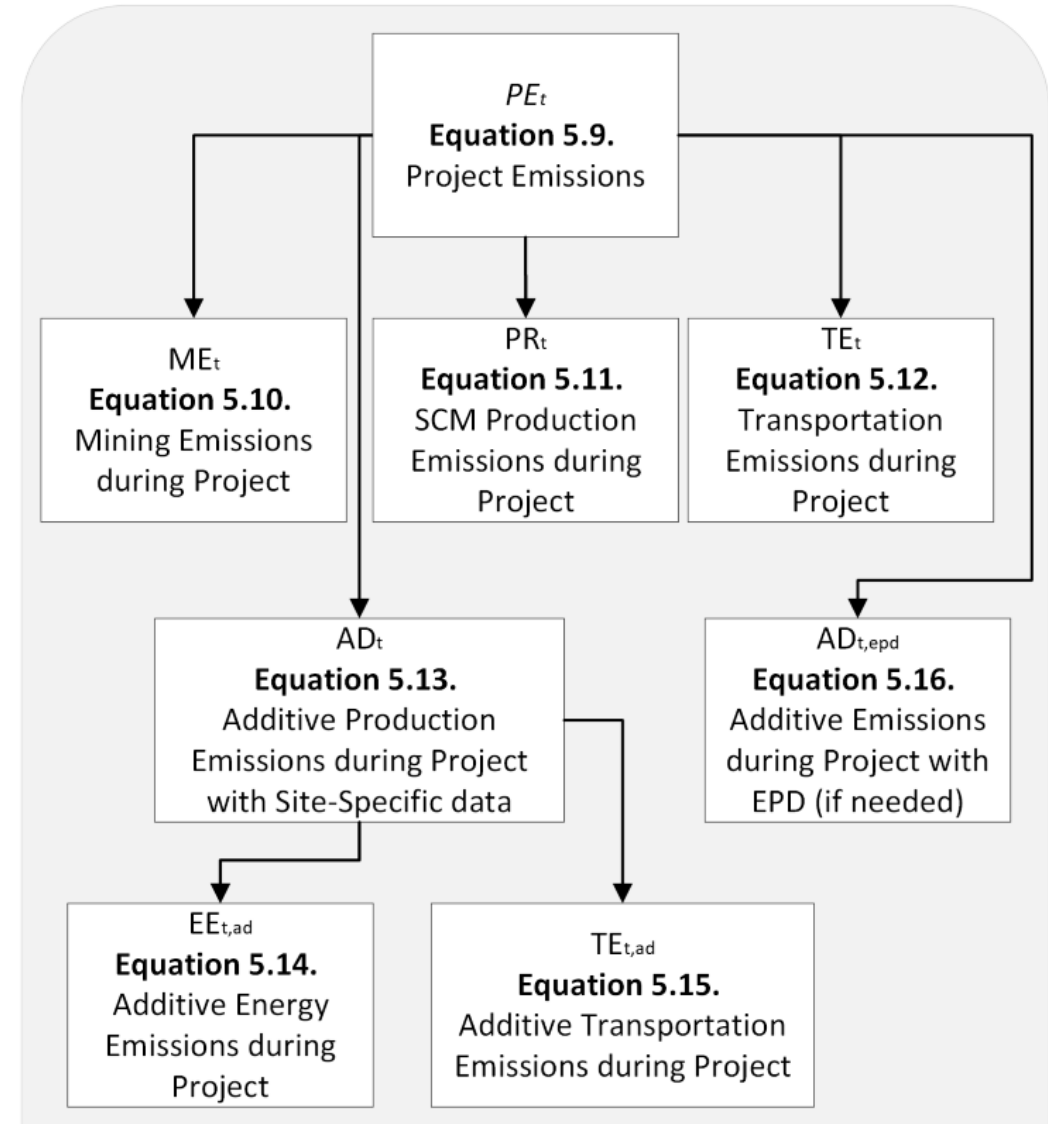 PEt
Equation 5.9.
Project Emissions
MEt
Equation 5.10.
Mining Emissions
during Project
PRt
Equation 5.11.
SCM Production
Emissions during
Project
TEt
Equation 5.12.
Transportation
Emissions during
Project
ADt
Equation 5.13.
Additive Production
Emissions during Project
with Site-Specific data
ADt,epd
Equation 5.16.
Additive Emissions
during Project with
EPD (if needed)
EEt,ad
Equation 5.14.
Additive Energy
Emissions during
Project
TEt,ad
Equation 5.15.
Additive Transportation
Emissions during Project